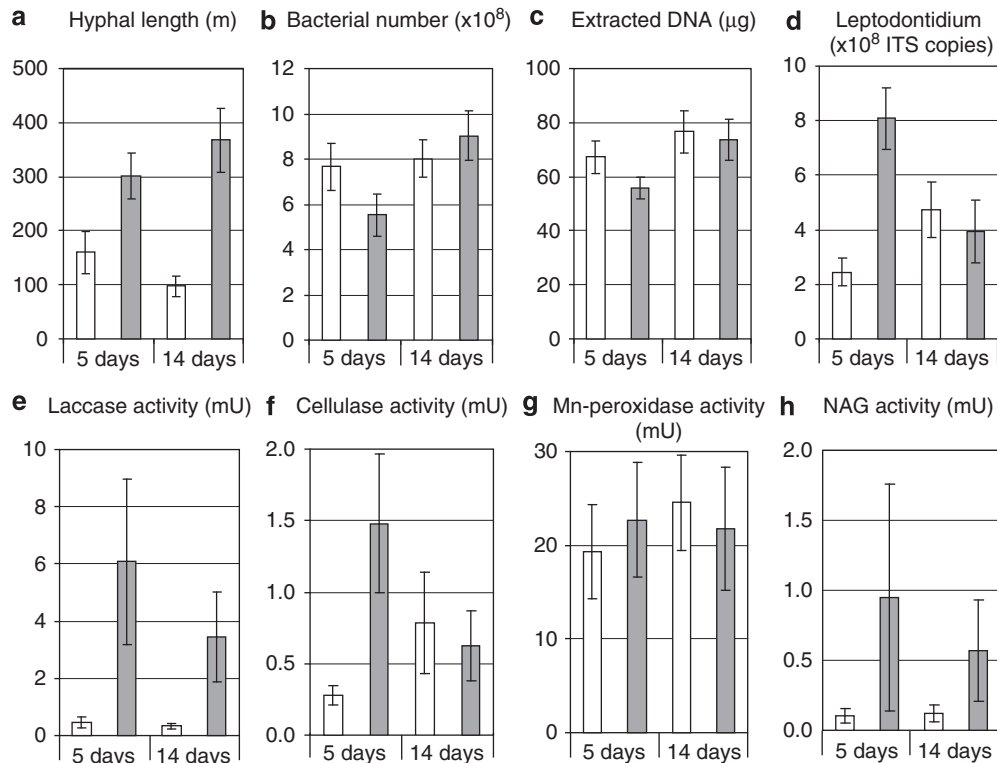 a Hyphal length (m)
500
400
300
200
100
0
5 days 14 days
b Bacterial number (x10⁸)
12
10
8
6
4
2
0
5 days 14 days
c Extracted DNA (µg)
100
80
60
40
20
0
5 days 14 days
d Leptodontidium
(x10⁸ ITS copies)
10
8
6
4
2
0
5 days 14 days
e Laccase activity (mU)
10
8
6
4
2
0
5 days 14 days
f Cellulase activity (mU)
2.0
1.5
1.0
0.5
0.0
5 days 14 days
g Mn-peroxidase activity
(mU)
30
20
10
0
5 days 14 days
h NAG activity (mU)
2.0
1.5
1.0
0.5
0.0
5 days 14 days